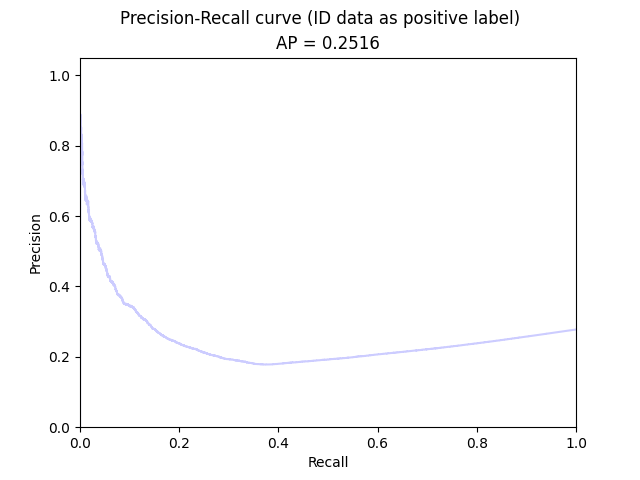 Precision-Recall curve (ID data as positive label)
AP = 0.2516
1.0
0.8
0.6
0.4
0.2
0.0
Precision
0.0 0.2 0.4 0.6 0.8 1.0
Recall